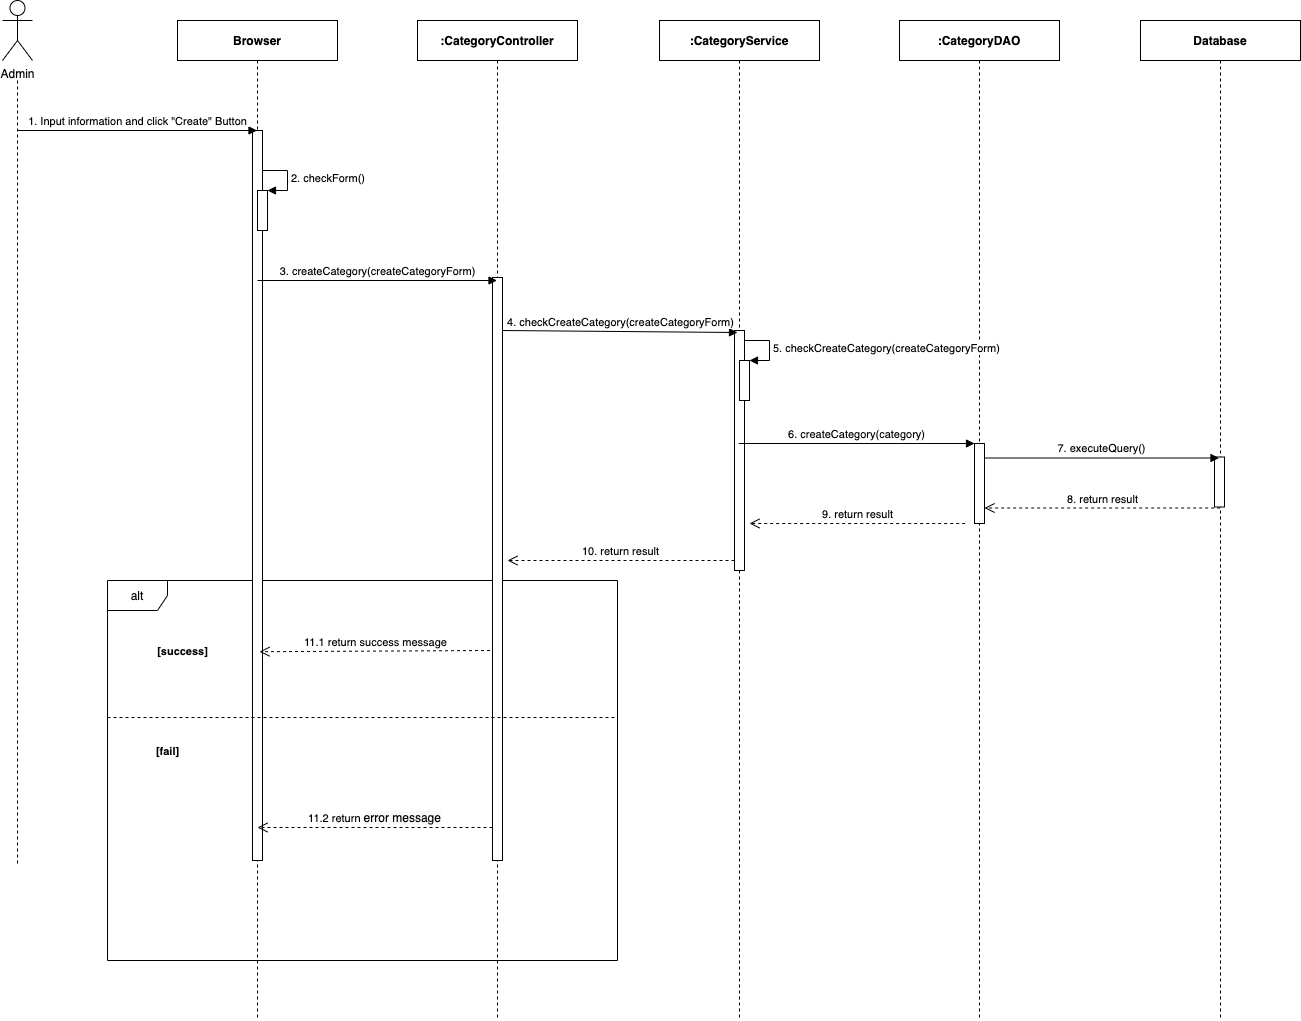 Admin
Browser
:CategoryController
:CategoryService
:CategoryDAO
Database
1. Input information and click "Create" Button
2. checkForm()
3. createCategory(createCategoryForm)
4. checkCreateCategory(createCategoryForm)
5. checkCreateCategory(createCategoryForm)
6. createCategory(category)
7. executeQuery()
8. return result
9. return result
10. return result
alt
11.1 return success message
[success]
[fail]
11.2 return error message